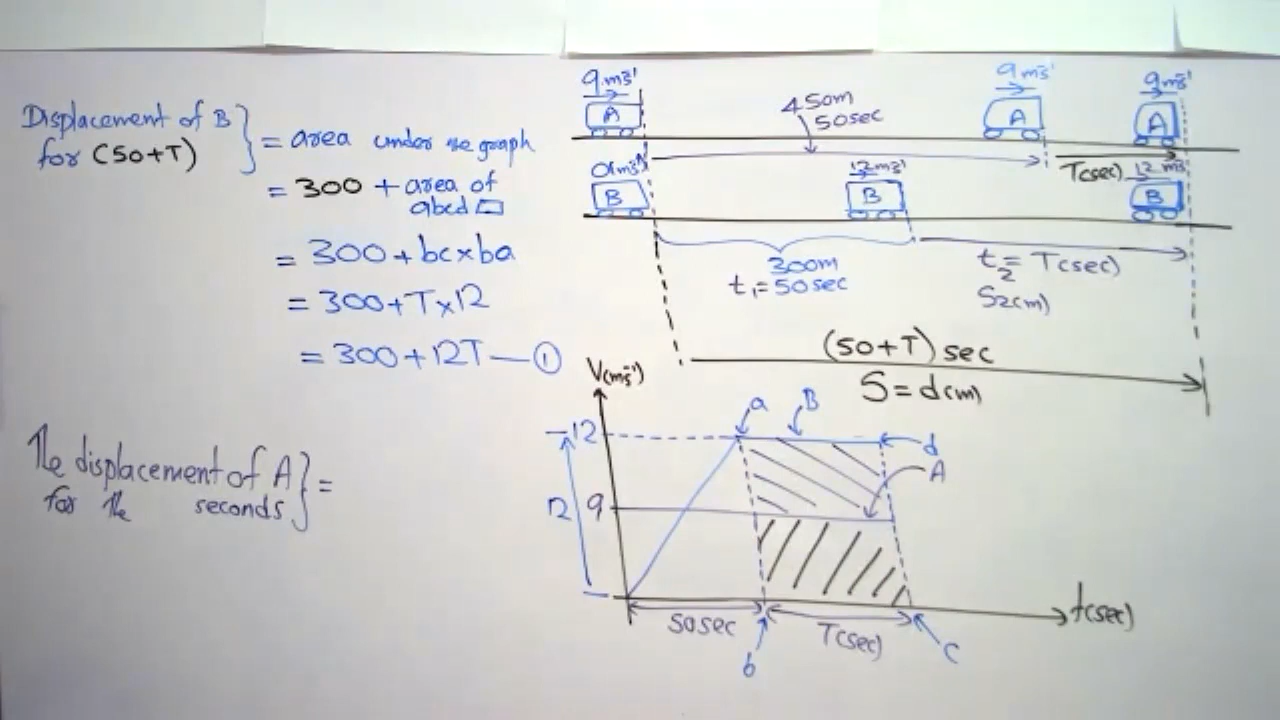 Displacement of B
for (50+T)
= area under the graph
= 300 + area of
abcd ▭
= 300 + bc×ba
= 300+T×12
= 300+12T — ①
The displacement of A
for the seconds
=
9ms⁻¹
A
450m
50sec
9ms⁻¹
A
9ms⁻¹
A
T(sec)
0ms⁻¹
B
12ms⁻¹
B
12ms⁻¹
B
300m
t₁=50sec
t₂=T(sec)
S₂(m)
(50+T) sec
S=d(m)
V(ms⁻¹)
a
B
12
d
A
12
9
50sec
T(sec)
t(sec)
b
c